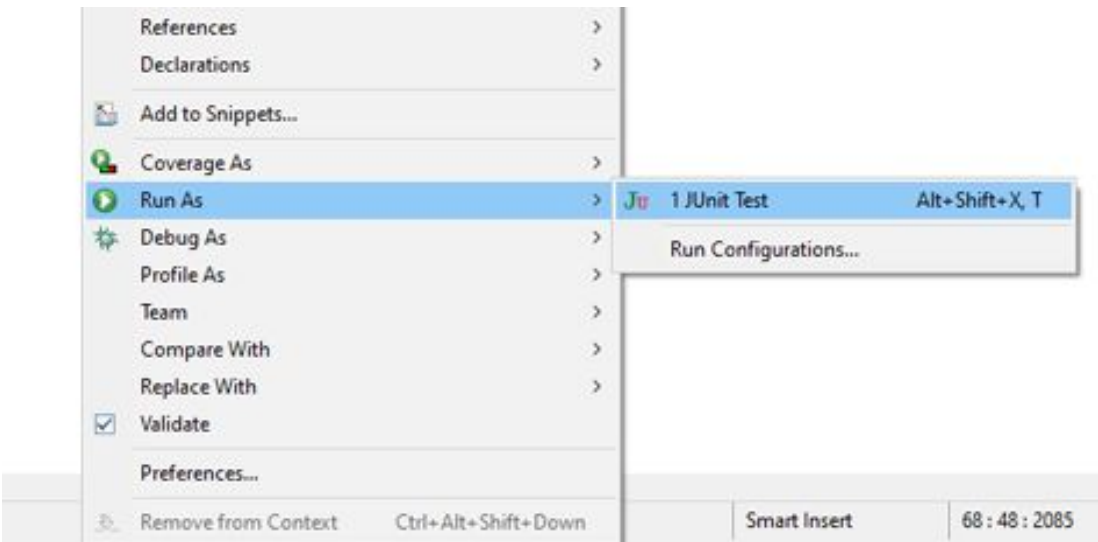 References
Declarations
Add to Snippets...
Coverage As
Run As
Ju 1 JUnit Test Alt+Shift+X, T
Debug As
Run Configurations...
Profile As
Team
Compare With
Replace With
Validate
Preferences...
Remove from Context Ctrl+Alt+Shift+Down
Smart Insert 68 : 48 : 2085